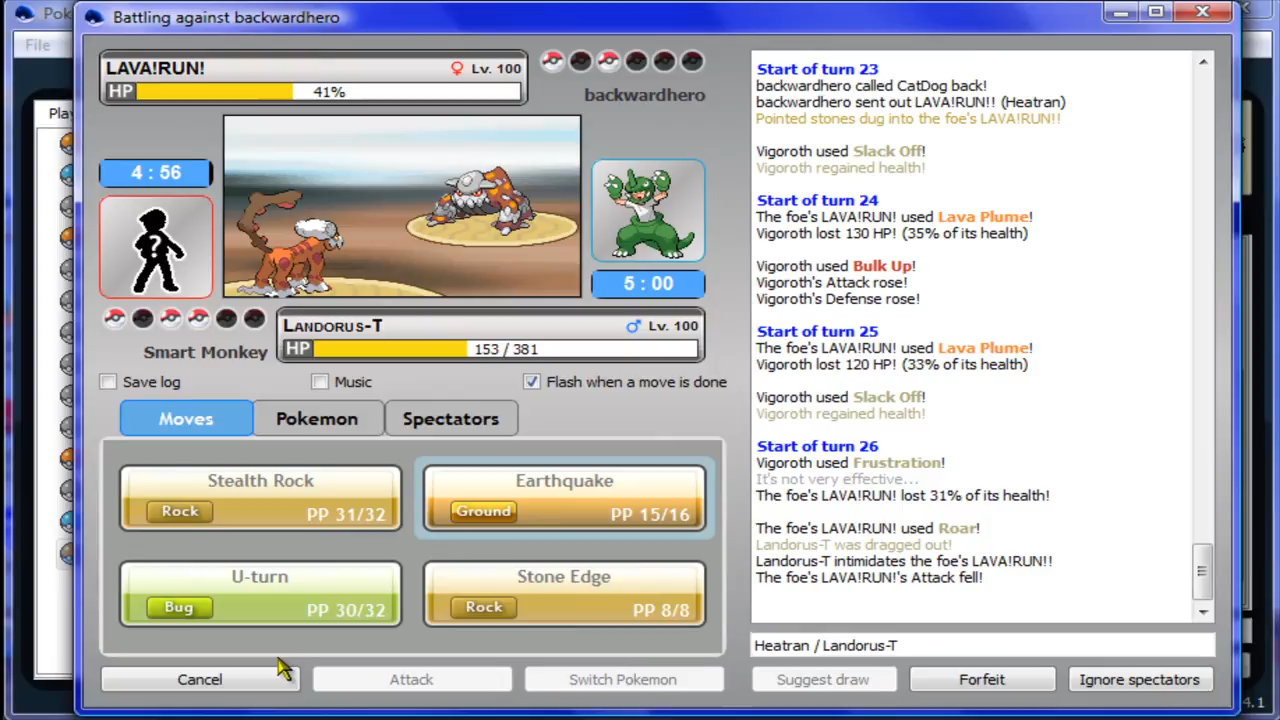 Pok
Battling against backwardhero
File
Play
LAVA!RUN!
Lv. 100
HP
41%
backwardhero
4 : 56
5 : 00
LANDORUS-T
Lv. 100
HP
153 / 381
Smart Monkey
Save log
Music
Flash when a move is done
Moves
Pokemon
Spectators
Stealth Rock
Rock
PP 31/32
Earthquake
Ground
PP 15/16
U-turn
Bug
PP 30/32
Stone Edge
Rock
PP 8/8
Cancel
Attack
Switch Pokemon
Start of turn 23
backwardhero called CatDog back!
backwardhero sent out LAVA!RUN!! (Heatran)
Pointed stones dug into the foe's LAVA!RUN!!
Vigoroth used Slack Off!
Vigoroth regained health!
Start of turn 24
The foe's LAVA!RUN! used Lava Plume!
Vigoroth lost 130 HP! (35% of its health)
Vigoroth used Bulk Up!
Vigoroth's Attack rose!
Vigoroth's Defense rose!
Start of turn 25
The foe's LAVA!RUN! used Lava Plume!
Vigoroth lost 120 HP! (33% of its health)
Vigoroth used Slack Off!
Vigoroth regained health!
Start of turn 26
Vigoroth used Frustration!
It's not very effective...
The foe's LAVA!RUN! lost 31% of its health!
The foe's LAVA!RUN! used Roar!
Landorus-T was dragged out!
Landorus-T intimidates the foe's LAVA!RUN!!
The foe's LAVA!RUN!'s Attack fell!
Heatran / Landorus-T
Suggest draw
Forfeit
Ignore spectators
4.1